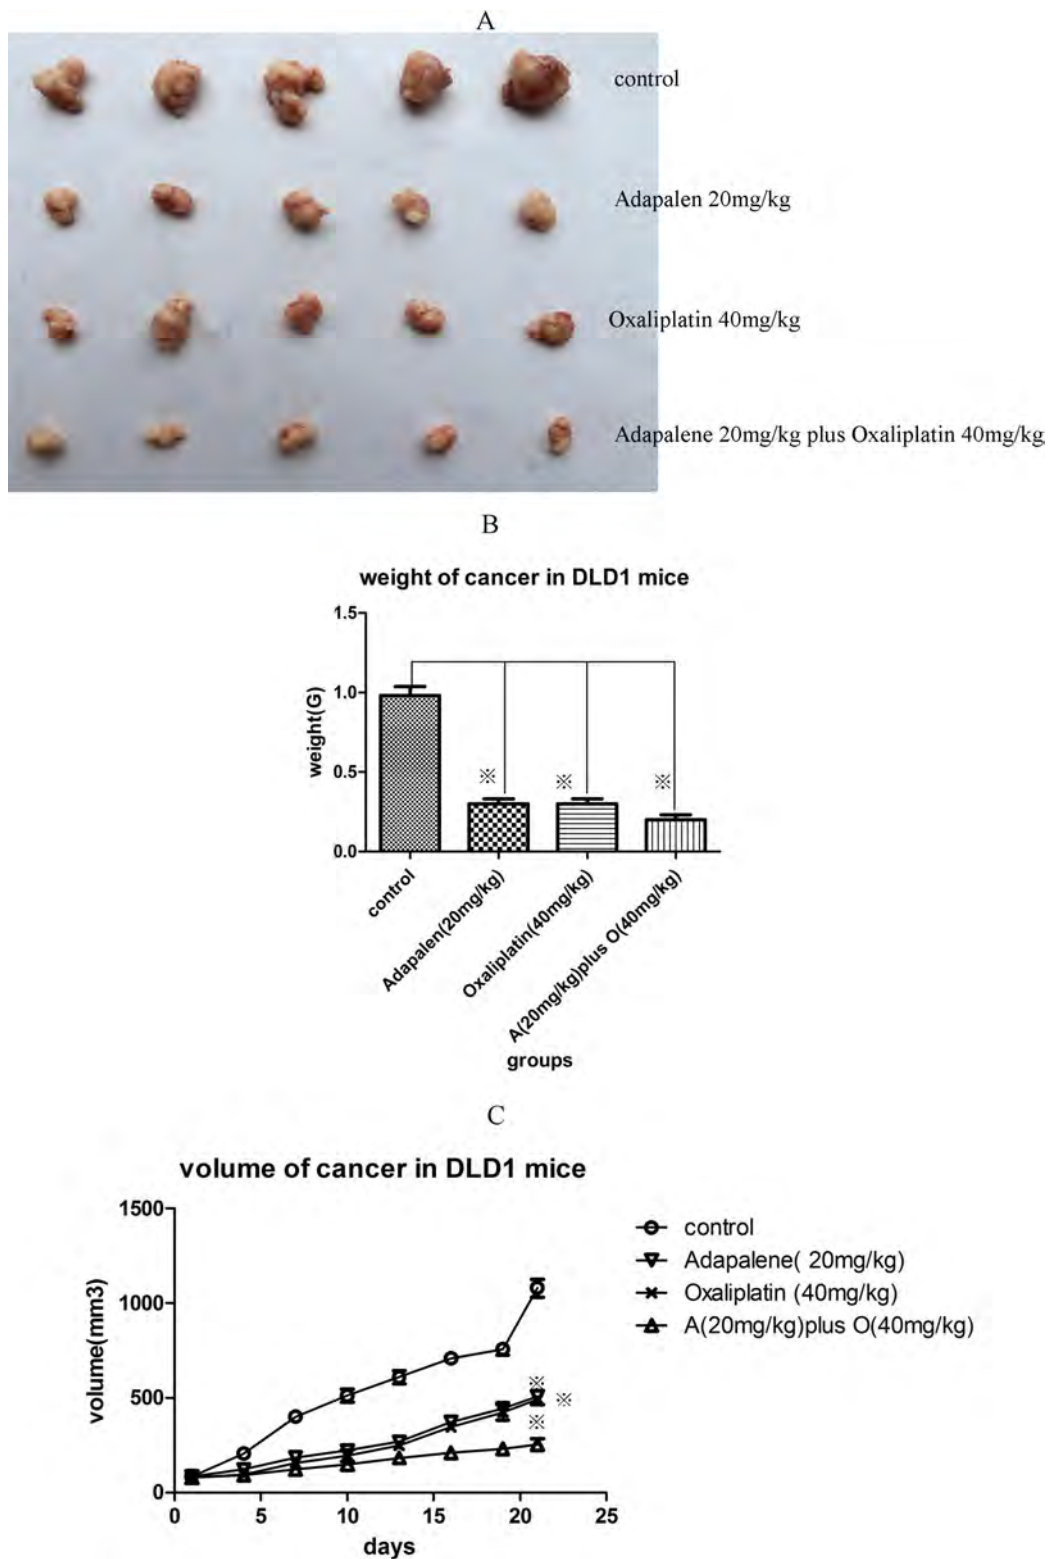 A
control
Adapalen 20mg/kg
Oxaliplatin 40mg/kg
Adapalene 20mg/kg plus Oxaliplatin 40mg/kg
B
weight of cancer in DLD1 mice
1.5
1.0
0.5
0.0
weight(G)
※ ※ ※
control
Adapalen(20mg/kg)
Oxaliplatin(40mg/kg)
A(20mg/kg)plus O(40mg/kg)
groups
C
volume of cancer in DLD1 mice
1500
1000
500
0
volume(mm3)
※
※
※
0 5 10 15 20 25
days
control
Adapalene( 20mg/kg)
Oxaliplatin (40mg/kg)
A(20mg/kg)plus O(40mg/kg)